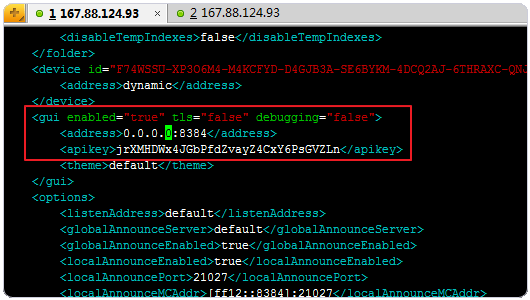 1 167.88.124.93
2 167.88.124.93
<disableTempIndexes>false</disableTempIndexes>
</folder>
<device id="F74WSSU-XP3O6M4-M4KCFYD-D4GJB3A-SE6BYKM-4DCQ2AJ-6THRAXC-QNJ
<address>dynamic</address>
</device>
<gui enabled="true" tls="false" debugging="false">
<address>0.0.0.0:8384</address>
<apikey>jrXMHDWx4JGbPfdZvayZ4CxY6PsGVZLn</apikey>
<theme>default</theme>
</gui>
<options>
<listenAddress>default</listenAddress>
<globalAnnounceServer>default</globalAnnounceServer>
<globalAnnounceEnabled>true</globalAnnounceEnabled>
<localAnnounceEnabled>true</localAnnounceEnabled>
<localAnnouncePort>21027</localAnnouncePort>
<localAnnounceMCAddr>[ff12::8384]:21027</localAnnounceMCAddr>